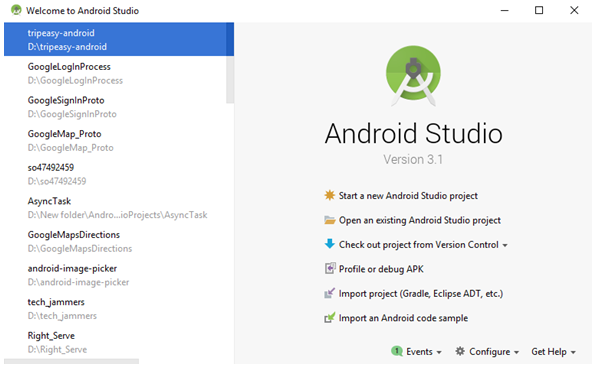 Welcome to Android Studio
tripeasy-android
D:\tripeasy-android
GoogleLogInProcess
D:\GoogleLogInProcess
GoogleSignInProto
D:\GoogleSignInProto
GoogleMap_Proto
D:\GoogleMap_Proto
so47492459
D:\so47492459
AsyncTask
D:\New folder\Andro...ioProjects\AsyncTask
GoogleMapsDirections
D:\GoogleMapsDirections
android-image-picker
D:\android-image-picker
tech_jammers
D:\tech_jammers
Right_Serve
D:\Right_Serve
Android Studio
Version 3.1
Start a new Android Studio project
Open an existing Android Studio project
Check out project from Version Control
Profile or debug APK
Import project (Gradle, Eclipse ADT, etc.)
Import an Android code sample
1 Events Configure Get Help